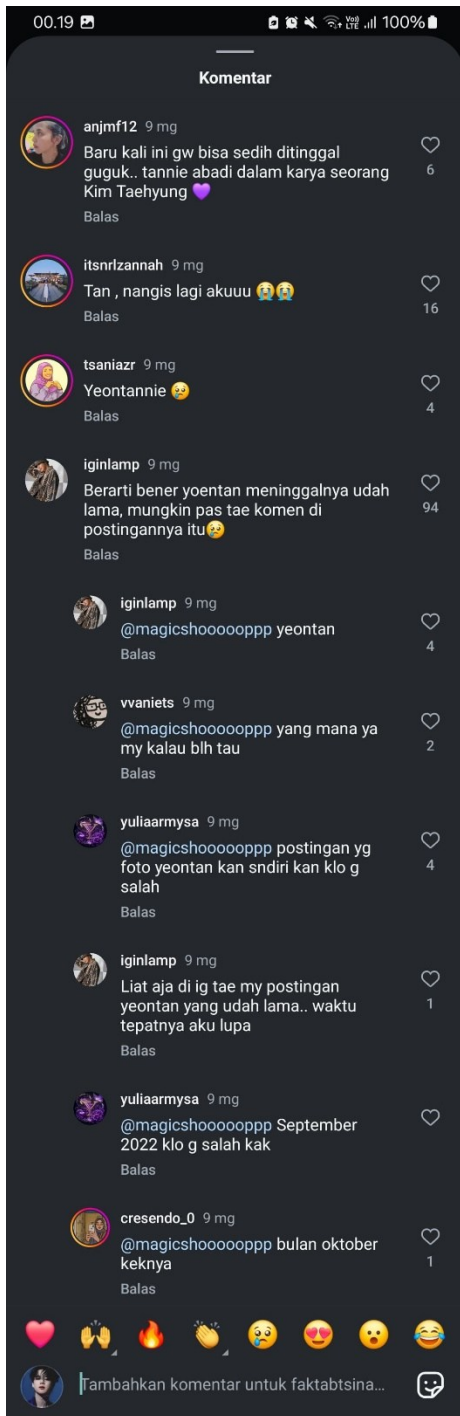 00.19
100%
Komentar
anjmf12 9 mg
Baru kali ini gw bisa sedih ditinggal
guguk.. tannie abadi dalam karya seorang
Kim Taehyung 💜
6
Balas
itsnrlzannah 9 mg
Tan , nangis lagi akuuu 😭😭
16
Balas
tsaniazr 9 mg
Yeontannie 😢
4
Balas
iginlamp 9 mg
Berarti bener yoentan meninggalnya udah
lama, mungkin pas tae komen di
postingannya itu😢
94
Balas
iginlamp 9 mg
@magicshoooooppp yeontan
4
Balas
vvaniets 9 mg
@magicshoooooppp yang mana ya
my kalau blh tau
2
Balas
yuliaarmysa 9 mg
@magicshoooooppp postingan yg
foto yeontan kan sndiri kan klo g
salah
4
Balas
iginlamp 9 mg
Liat aja di ig tae my postingan
yeontan yang udah lama.. waktu
tepatnya aku lupa
1
Balas
yuliaarmysa 9 mg
@magicshoooooppp September
2022 klo g salah kak
Balas
cresendo_0 9 mg
@magicshoooooppp bulan oktober
keknya
1
Balas
Tambahkan komentar untuk faktabtsina...